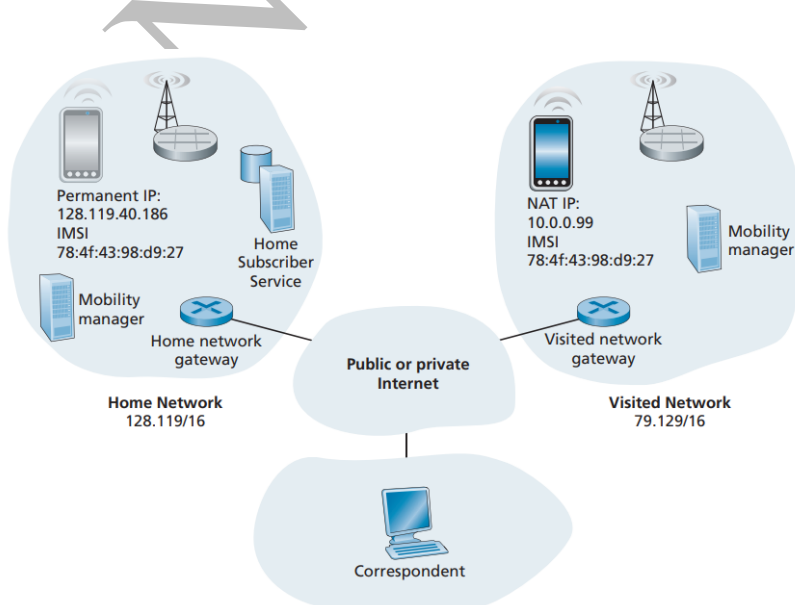 Permanent IP:
128.119.40.186
IMSI
78:4f:43:98:d9:27
Home
Subscriber
Service
Mobility
manager
Home network
gateway
Home Network
128.119/16
Public or private
Internet
NAT IP:
10.0.0.99
IMSI
78:4f:43:98:d9:27
Mobility
manager
Visited network
gateway
Visited Network
79.129/16
Correspondent